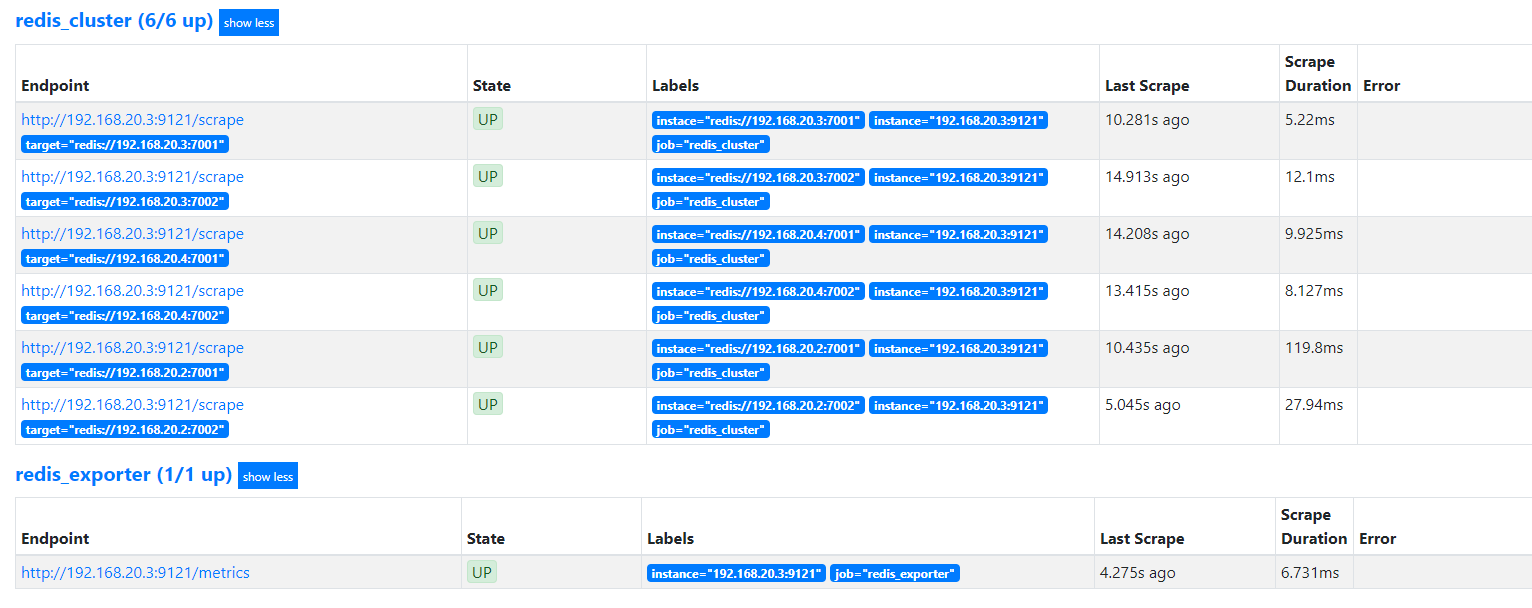 redis_cluster (6/6 up) show less
Endpoint State Labels Last Scrape Scrape Duration Error
http://192.168.20.3:9121/scrape UP instace="redis://192.168.20.3:7001" instance="192.168.20.3:9121" 10.281s ago 5.22ms
target="redis://192.168.20.3:7001" job="redis_cluster"
http://192.168.20.3:9121/scrape UP instace="redis://192.168.20.3:7002" instance="192.168.20.3:9121" 14.913s ago 12.1ms
target="redis://192.168.20.3:7002" job="redis_cluster"
http://192.168.20.3:9121/scrape UP instace="redis://192.168.20.4:7001" instance="192.168.20.3:9121" 14.208s ago 9.925ms
target="redis://192.168.20.4:7001" job="redis_cluster"
http://192.168.20.3:9121/scrape UP instace="redis://192.168.20.4:7002" instance="192.168.20.3:9121" 13.415s ago 8.127ms
target="redis://192.168.20.4:7002" job="redis_cluster"
http://192.168.20.3:9121/scrape UP instace="redis://192.168.20.2:7001" instance="192.168.20.3:9121" 10.435s ago 119.8ms
target="redis://192.168.20.2:7001" job="redis_cluster"
http://192.168.20.3:9121/scrape UP instace="redis://192.168.20.2:7002" instance="192.168.20.3:9121" 5.045s ago 27.94ms
target="redis://192.168.20.2:7002" job="redis_cluster"
redis_exporter (1/1 up) show less
Endpoint State Labels Last Scrape Scrape Duration Error
http://192.168.20.3:9121/metrics UP instance="192.168.20.3:9121" job="redis_exporter" 4.275s ago 6.731ms